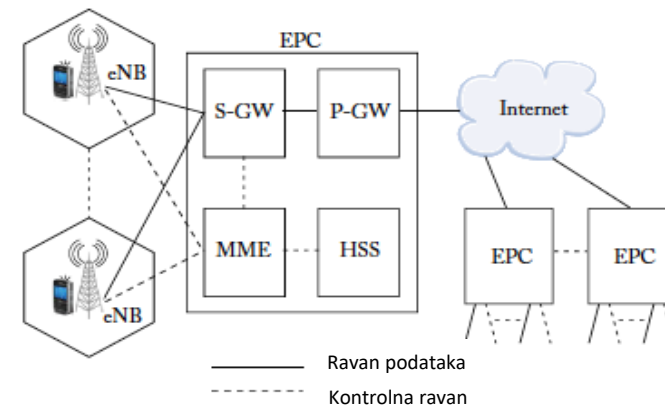 EPC
eNB
S-GW
P-GW
Internet
MME
HSS
eNB
EPC
EPC
Ravan podataka
Kontrolna ravan